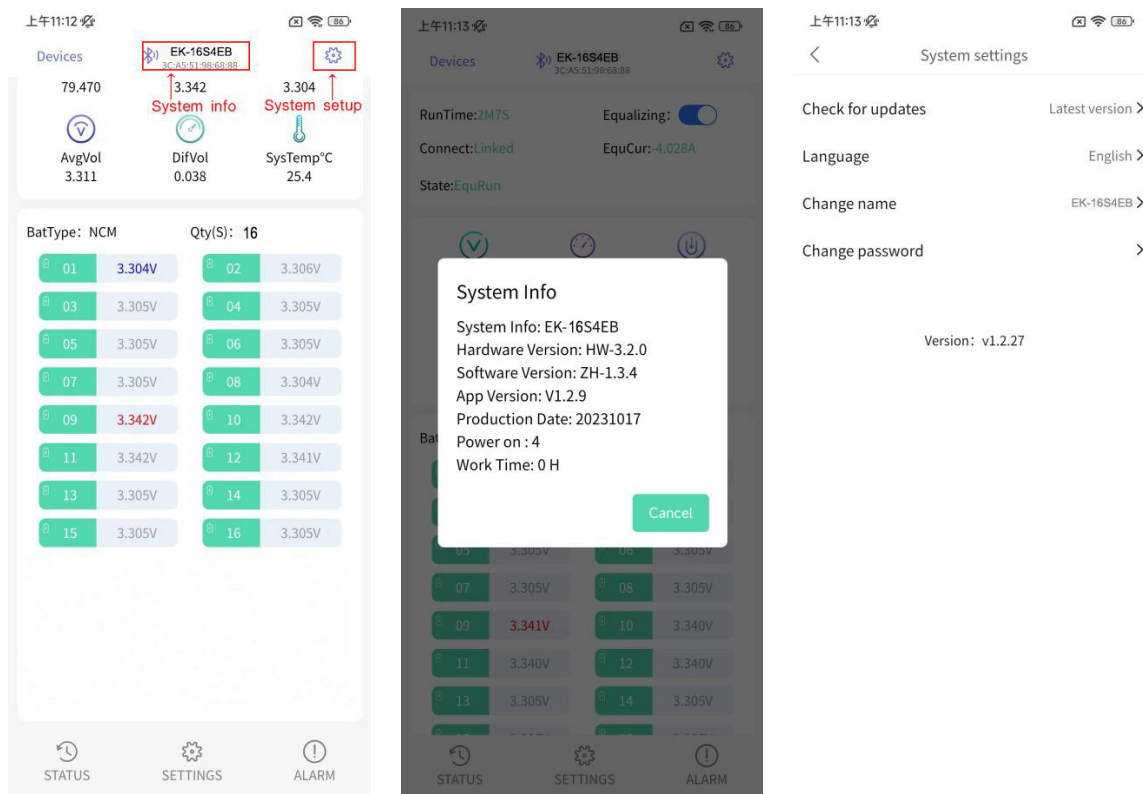 上午11:12
86
Devices
EK-16S4EB
3C:A5:51:98:68:88
79.470 3.342 3.304
System info System setup
AvgVol DifVol SysTemp°C
3.311 0.038 25.4
BatType: NCM Qty(S): 16
01 3.304V 02 3.306V
03 3.305V 04 3.305V
05 3.305V 06 3.305V
07 3.305V 08 3.304V
09 3.342V 10 3.342V
11 3.342V 12 3.341V
13 3.305V 14 3.305V
15 3.305V 16 3.305V
STATUS SETTINGS ALARM
上午11:13
86
Devices
EK-16S4EB
3C:A5:51:98:68:88
RunTime:2M7S Equalizing:
Connect:Linked EquCur:-4.028A
State:EquRun
System Info
System Info: EK-16S4EB
Hardware Version: HW-3.2.0
Software Version: ZH-1.3.4
App Version: V1.2.9
Production Date: 20231017
Power on : 4
Work Time: 0 H
Cancel
Bat
05 3.305V 06 3.305V
07 3.305V 08 3.305V
09 3.341V 10 3.340V
11 3.340V 12 3.340V
13 3.305V 14 3.305V
STATUS SETTINGS ALARM
上午11:13
86
System settings
Check for updates Latest version
Language English
Change name EK-16S4EB
Change password
Version: v1.2.27